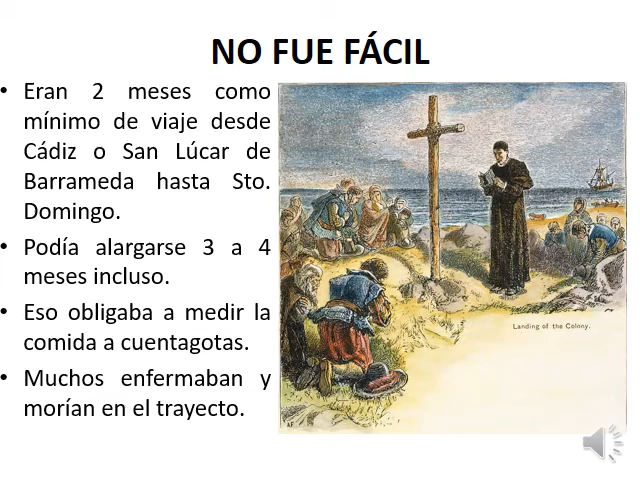 NO FUE FÁCIL
• Eran 2 meses como
mínimo de viaje desde
Cádiz o San Lúcar de
Barrameda hasta Sto.
Domingo.
• Podía alargarse 3 a 4
meses incluso.
• Eso obligaba a medir la
comida a cuentagotas.
• Muchos enfermaban y
morían en el trayecto.
Landing of the Colony.
AF